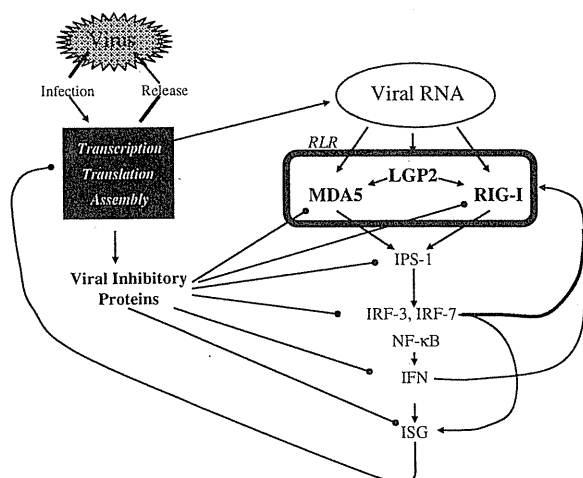 Virus
Infection
Release
Viral RNA
RLR
Transcription
Translation
Assembly
LGP2
MDA5
RIG-I
IPS-1
Viral Inhibitory
Proteins
IRF-3, IRF-7
NF-κB
IFN
ISG